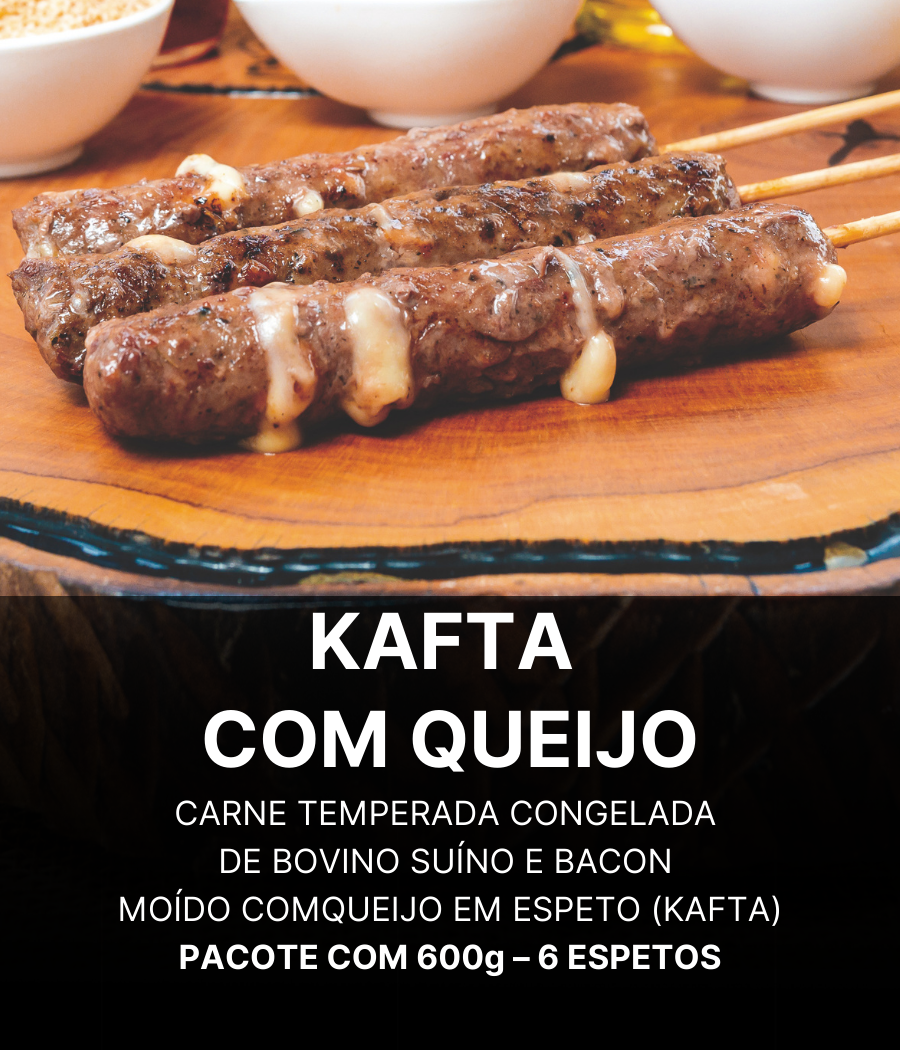 KAFTA
COM QUEIJO
CARNE TEMPERADA CONGELADA
DE BOVINO SUÍNO E BACON
MOÍDO COMQUEIJO EM ESPETO (KAFTA)
PACOTE COM 600g – 6 ESPETOS